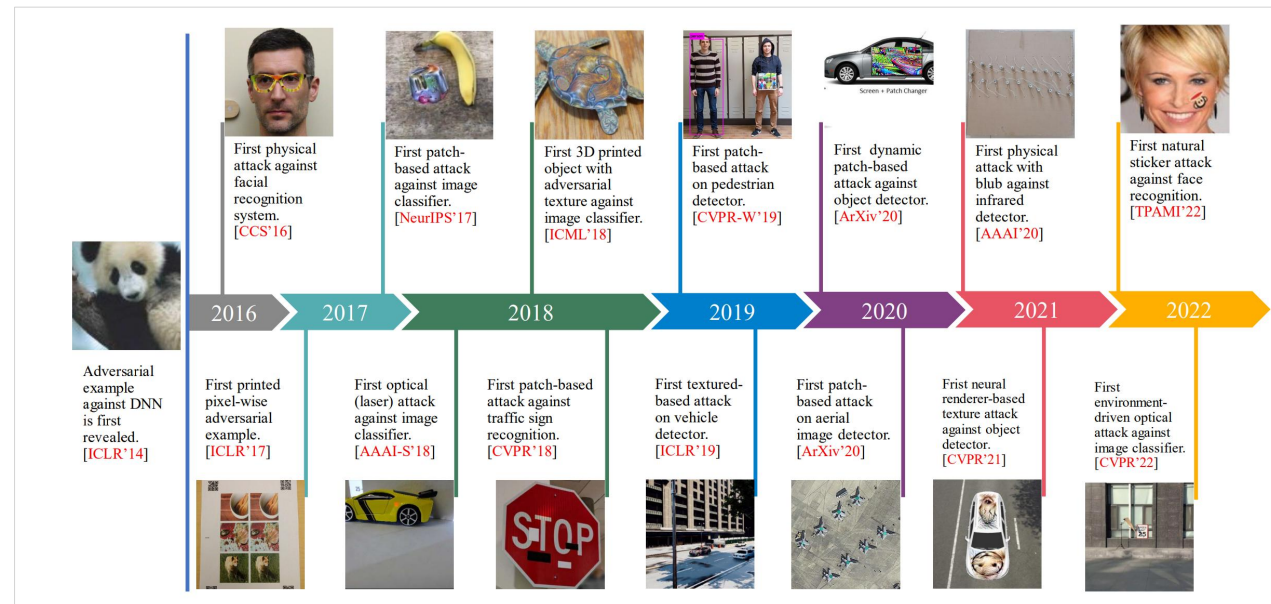 Screen + Patch Changer
First physical
attack against
facial
recognition
system.
[CCS’16]
First patch-
based attack
against image
classifier.
[NeurIPS’17]
First 3D printed
object with
adversarial
texture against
image classifier.
[ICML’18]
First patch-
based attack
on pedestrian
detector.
[CVPR-W’19]
First dynamic
patch-based
attack against
object detector.
[ArXiv’20]
First physical
attack with
blub against
infrared
detector.
[AAAI’20]
First natural
sticker attack
against face
recognition.
[TPAMI’22]
2016
2017
2018
2019
2020
2021
2022
Adversarial
example
against DNN
is first
revealed.
[ICLR’14]
First printed
pixel-wise
adversarial
example.
[ICLR’17]
First optical
(laser) attack
against image
classifier.
[AAAI-S’18]
First patch-based
attack against
traffic sign
recognition.
[CVPR’18]
First textured-
based attack
on vehicle
detector.
[ICLR’19]
First patch-
based attack
on aerial
image detector.
[ArXiv’20]
Frist neural
renderer-based
texture attack
against object
detector.
[CVPR’21]
First
environment-
driven optical
attack against
image classifier.
[CVPR’22]
STOP